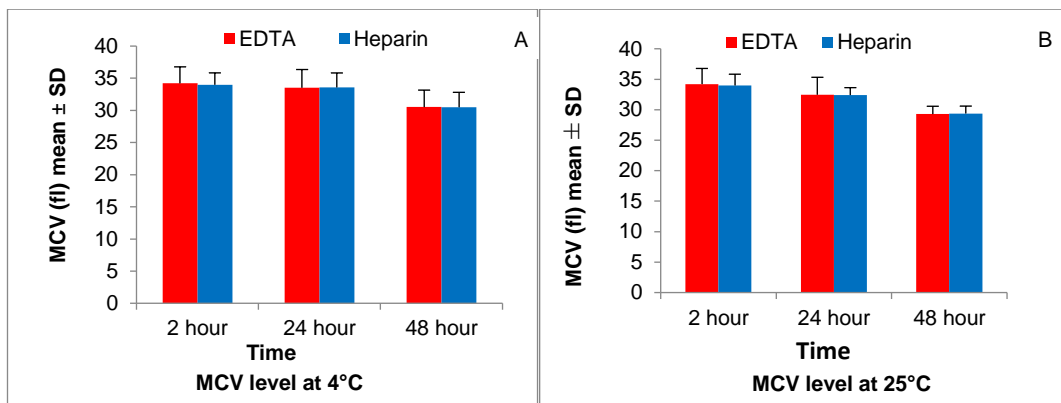 EDTA Heparin A
MCV (fl) mean ± SD
40
35
30
25
20
15
10
5
0
2 hour 24 hour 48 hour
Time
MCV level at 4°C
EDTA Heparin B
MCV (fl) mean ± SD
40
35
30
25
20
15
10
5
0
2 hour 24 hour 48 hour
Time
MCV level at 25°C